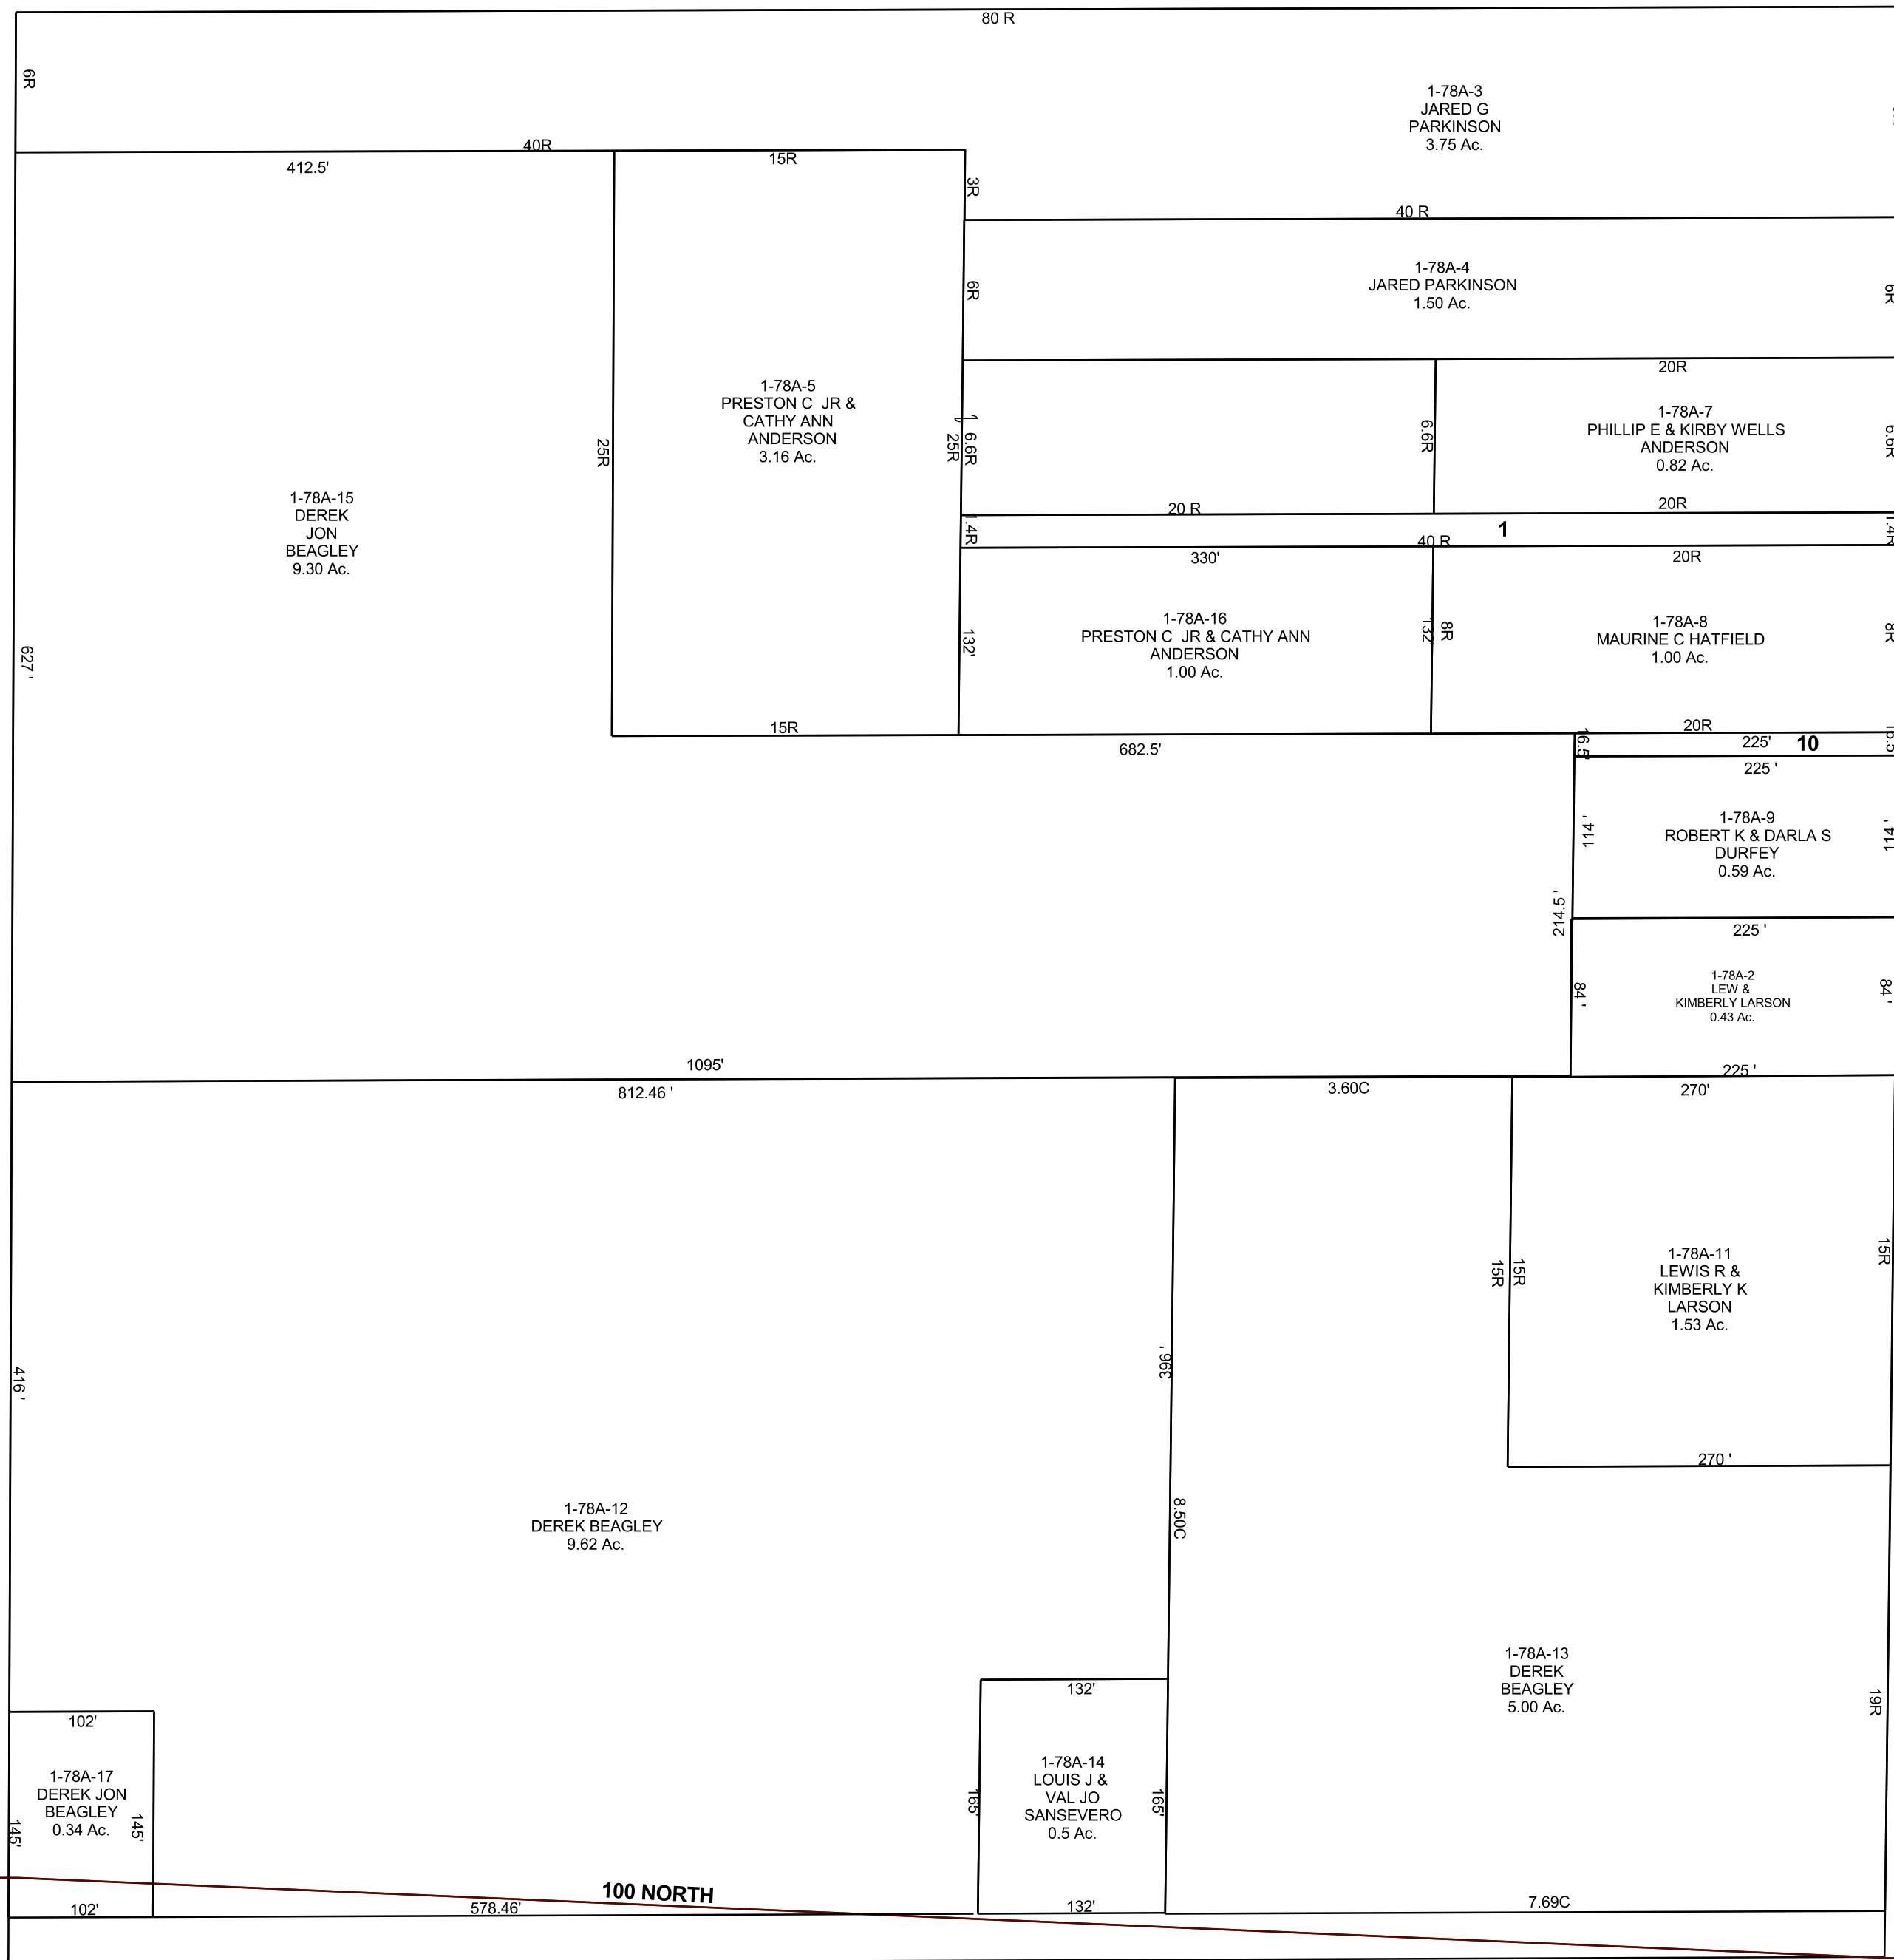 80 R
6R
1-78A-3
JARED G
PARKINSON
3.75 Ac.
40R
412.5'
15R
3R
40 R
1-78A-4
JARED PARKINSON
1.50 Ac.
6R
6R
20R
1-78A-5
PRESTON C JR &
CATHY ANN
ANDERSON
3.16 Ac.
25R
25R
6.6R
6.6R
1-78A-7
PHILLIP E & KIRBY WELLS
ANDERSON
0.82 Ac.
6.6R
1-78A-15
DEREK
JON
BEAGLEY
9.30 Ac.
20 R
20R
1.4R
1
1.4R
40 R
330'
20R
627 '
132'
1-78A-16
PRESTON C JR & CATHY ANN
ANDERSON
1.00 Ac.
132'
8R
1-78A-8
MAURINE C HATFIELD
1.00 Ac.
8R
15R
682.5'
20R
16.5'
225'
10
16.5'
225 '
114 '
1-78A-9
ROBERT K & DARLA S
DURFEY
0.59 Ac.
114 '
214.5 '
225 '
84 '
1-78A-2
LEW &
KIMBERLY LARSON
0.43 Ac.
84 '
1095'
225 '
812.46 '
3.60C
270'
15R
15R
1-78A-11
LEWIS R &
KIMBERLY K
LARSON
1.53 Ac.
15R
416 '
396 '
270 '
8.50C
1-78A-12
DEREK BEAGLEY
9.62 Ac.
1-78A-13
DEREK
BEAGLEY
5.00 Ac.
19R
132'
102'
1-78A-17
DEREK JON
BEAGLEY
0.34 Ac.
145'
145'
165'
1-78A-14
LOUIS J &
VAL JO
SANSEVERO
0.5 Ac.
165'
100 NORTH
102'
578.46'
132'
7.69C